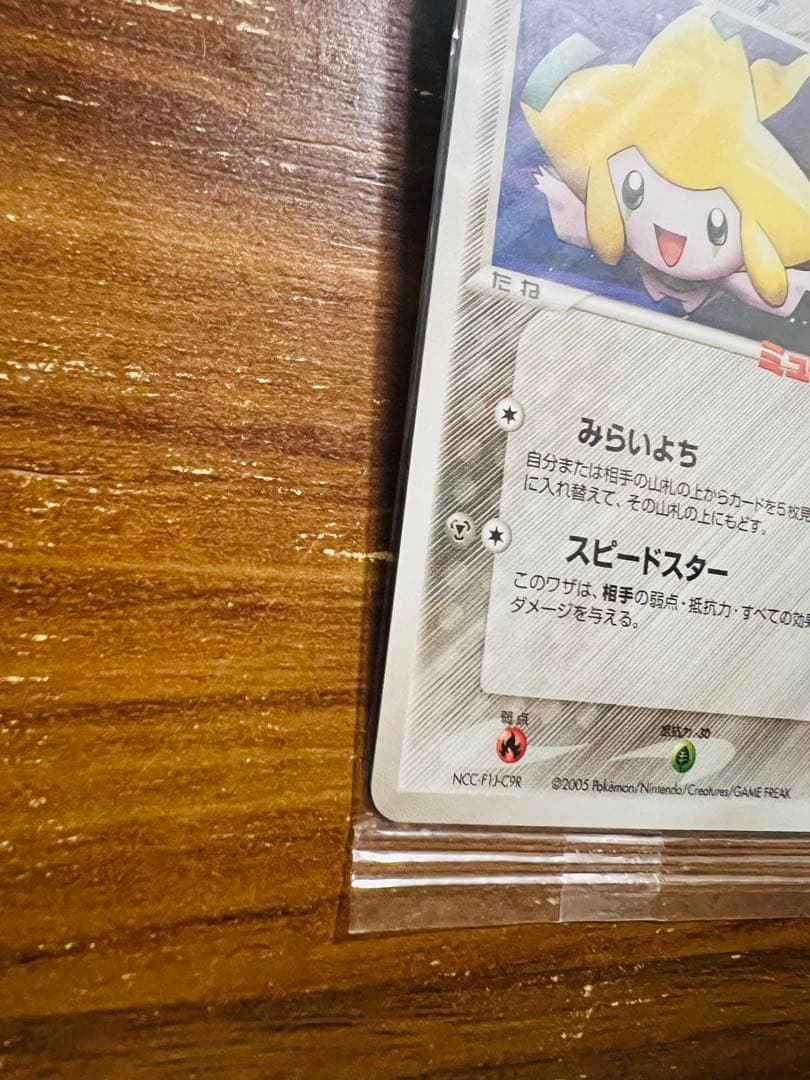 たね
ミュ
みらいよち
自分または相手の山札の上からカードを5枚見
に入れ替えて、その山札の上にもどす。
スピードスター
このワザは、相手の弱点・抵抗力・すべての効果
ダメージを与える。
弱点
抵抗力 -30
NCC-F1J-C9R
©2005 Pokémon/Nintendo/Creatures/GAME FREAK